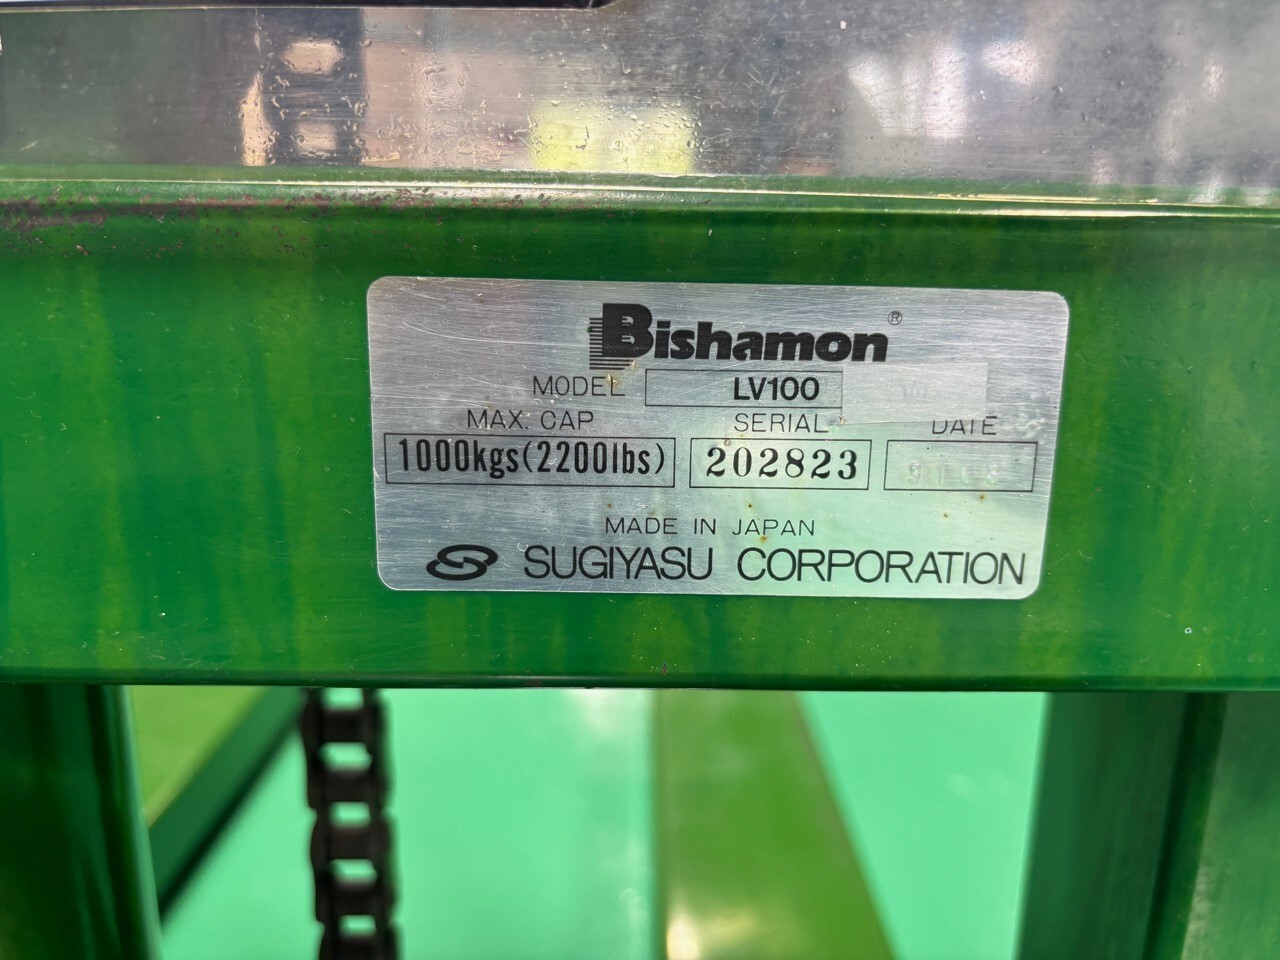 Bishamon®
MODEL LV100
MAX. CAP SERIAL DATE
1000kgs(2200lbs) 202823
MADE IN JAPAN
SUGIYASU CORPORATION